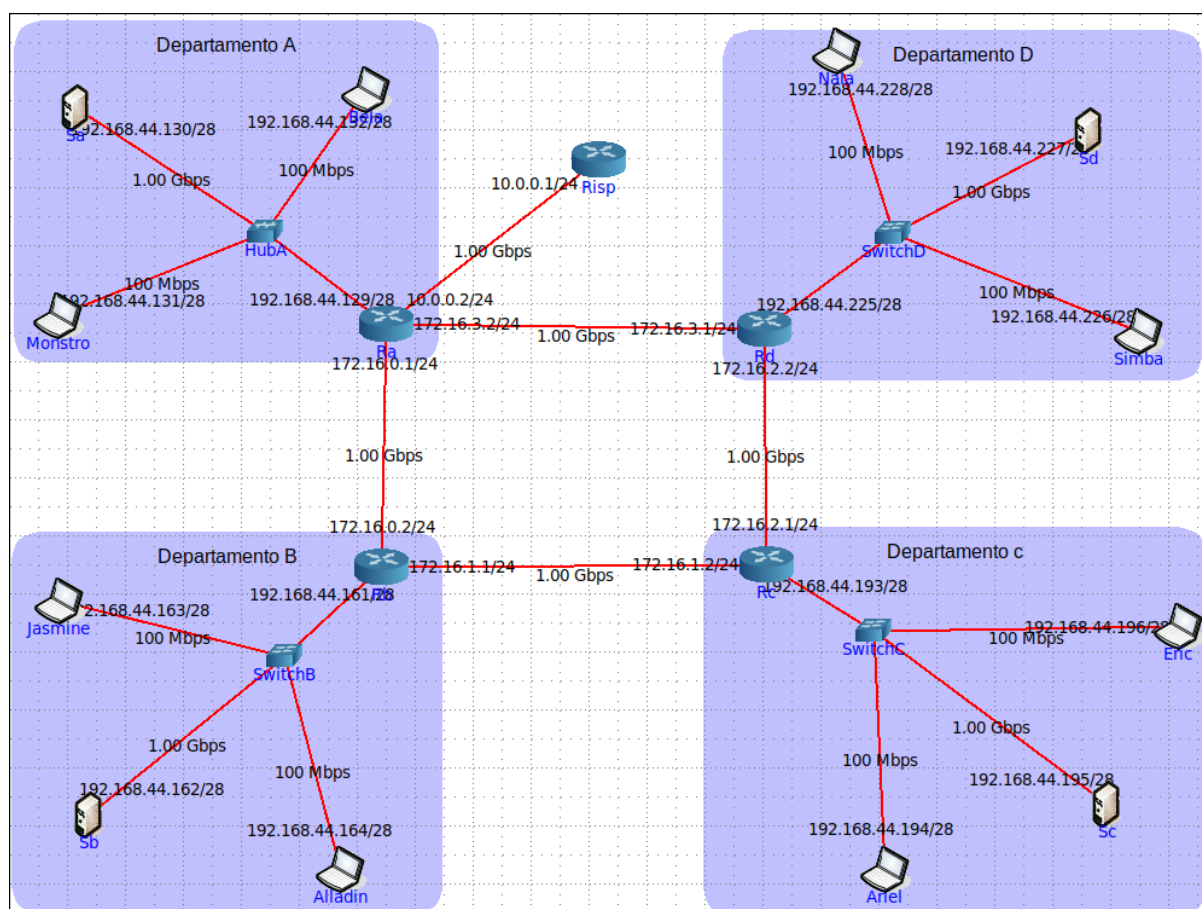 Departamento A
Departamento D
Nala
192.168.44.228/28
92.168.44.130/28
Sa
192.168.44.132/28
Bela
100 Mbps
192.168.44.227/2
Sd
100 Mbps
1.00 Gbps
100 Mbps
10.0.0.1/24
Risp
1.00 Gbps
HubA
1.00 Gbps
SwitchD
100 Mbps
92.168.44.131/28
Monstro
192.168.44.129/28
10.0.0.2/24
172.16.3.2/24
Ra
172.16.0.1/24
1.00 Gbps
172.16.3.1/24
192.168.44.225/28
Rd
172.16.2.2/24
100 Mbps
192.168.44.226/28
Simba
1.00 Gbps
1.00 Gbps
172.16.0.2/24
172.16.2.1/24
Departamento B
Departamento c
172.16.1.1/24
1.00 Gbps
172.16.1.2/24
192.168.44.161/28
Rb
92.168.44.193/28
Rc
2.168.44.163/28
Jasmine
100 Mbps
SwitchB
192.168.44.196/28
100 Mbps
Eric
SwitchC
1.00 Gbps
1.00 Gbps
100 Mbps
100 Mbps
192.168.44.162/28
Sb
192.168.44.195/28
Sc
192.168.44.164/28
Alladin
192.168.44.194/28
Ariel